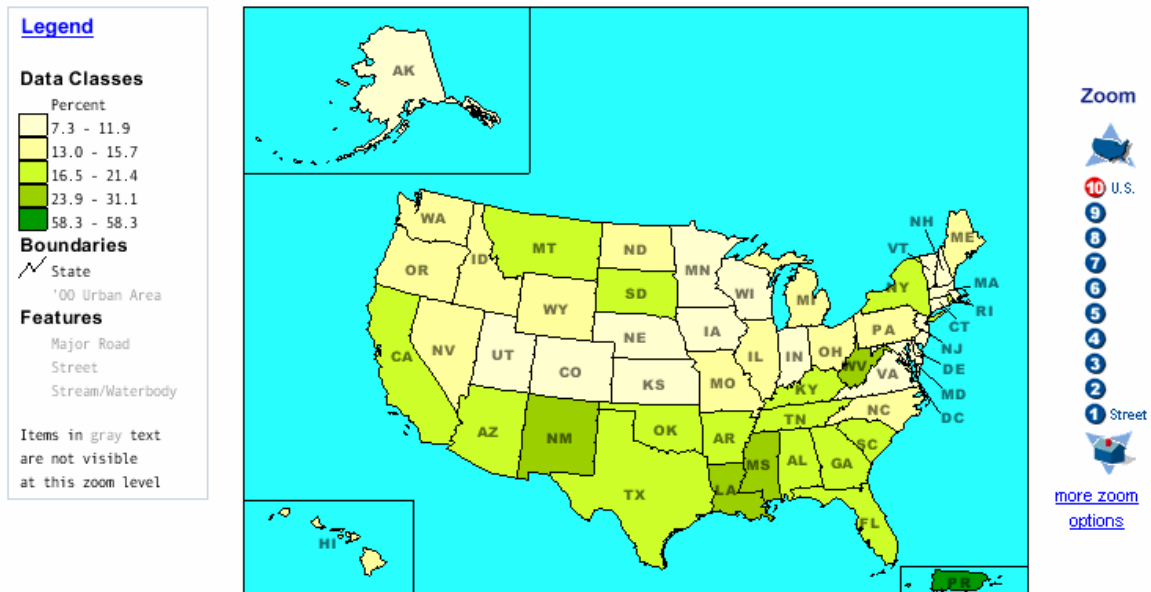 Legend
Data Classes
Percent
7.3 - 11.9
13.0 - 15.7
16.5 - 21.4
23.9 - 31.1
58.3 - 58.3
Boundaries
State
'00 Urban Area
Features
Major Road
Street
Stream/Waterbody
Items in gray text
are not visible
at this zoom level
AK
WA
MT
ND
MN
OR
ID
WY
SD
WI
MI
NY
VT
NH
ME
MA
RI
CT
NJ
DE
MD
DC
CA
NV
UT
CO
NE
KS
IA
MO
IL
IN
OH
PA
WV
VA
KY
NC
TN
SC
AZ
NM
OK
AR
TX
LA
MS
AL
GA
FL
HI
PR
Zoom
10 U.S.
9
8
7
6
5
4
3
2
1 Street
more zoom
options